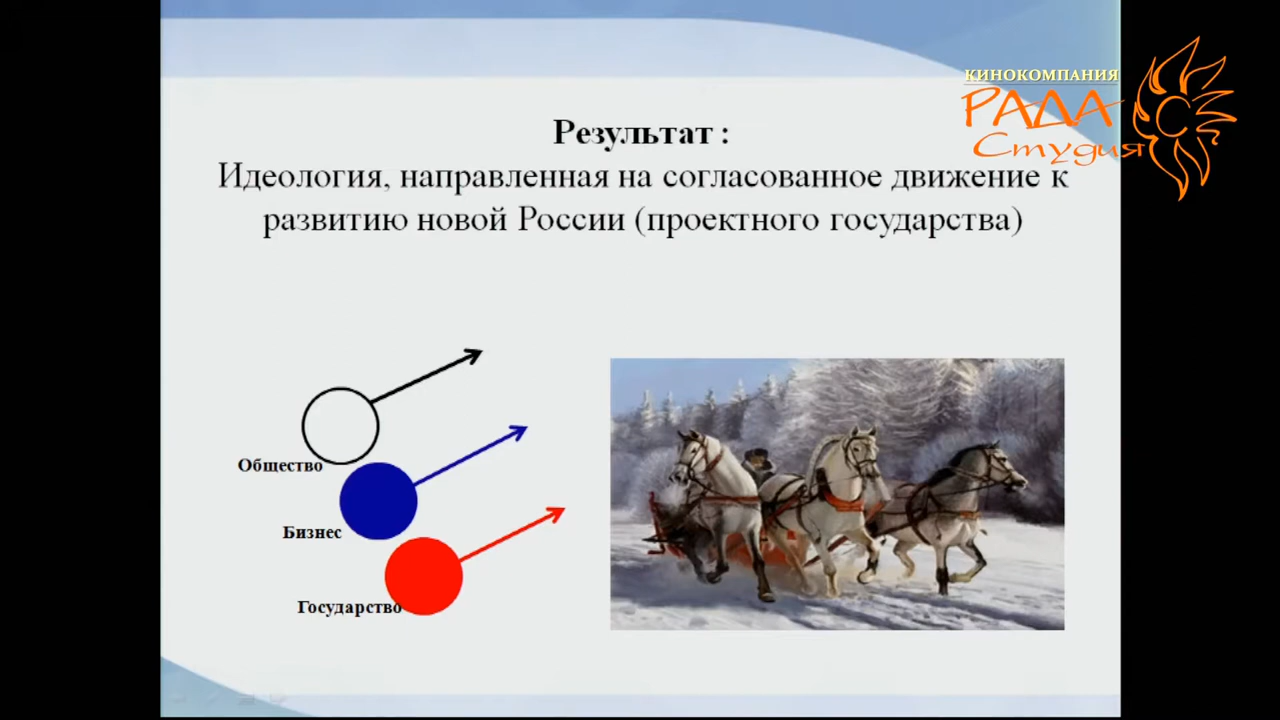 КИНОКОМПАНИЯ
РАДА
Студия
Результат :
Идеология, направленная на согласованное движение к
развитию новой России (проектного государства)
Общество
Бизнес
Государство